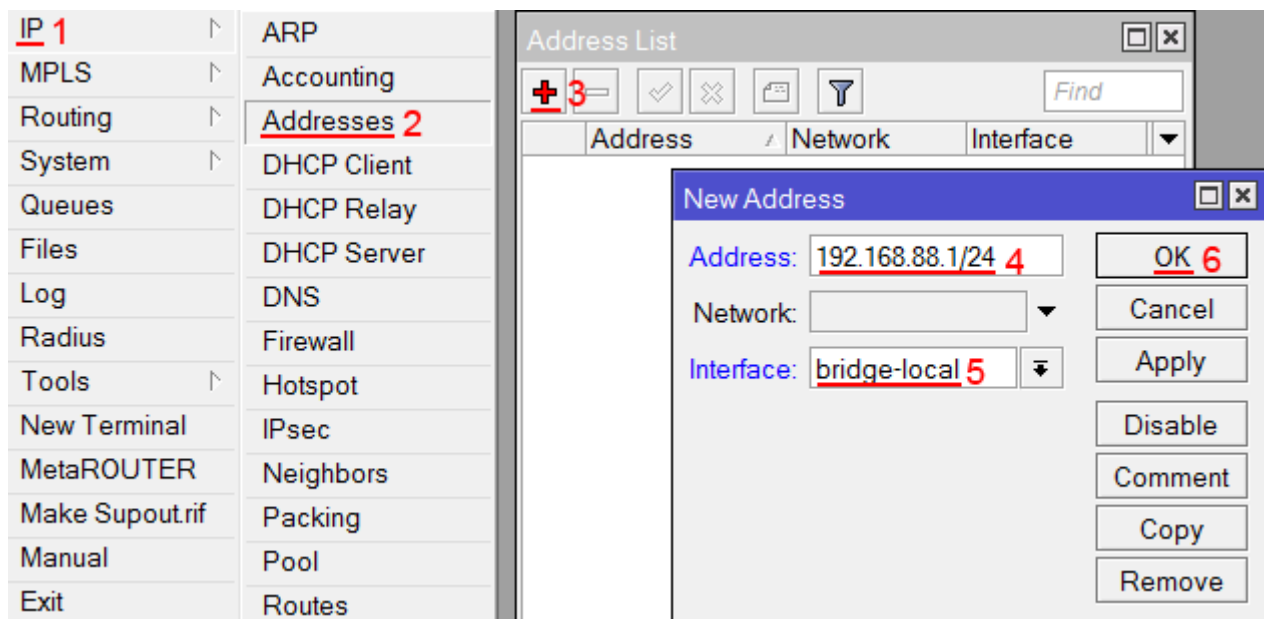 IP 1
MPLS
Routing
System
Queues
Files
Log
Radius
Tools
New Terminal
MetaROUTER
Make Supout.rif
Manual
Exit
ARP
Accounting
Addresses 2
DHCP Client
DHCP Relay
DHCP Server
DNS
Firewall
Hotspot
IPsec
Neighbors
Packing
Pool
Routes
Address List
3
Find
Address Network Interface
New Address
Address: 192.168.88.1/24 4
Network:
Interface: bridge-local 5
OK 6
Cancel
Apply
Disable
Comment
Copy
Remove